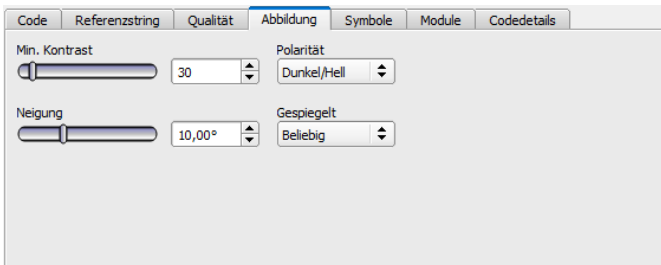 Code Referenzstring Qualität Abbildung Symbole Module Codedetails
Min. Kontrast Polarität
30 Dunkel/Hell
Neigung Gespiegelt
10,00° Beliebig